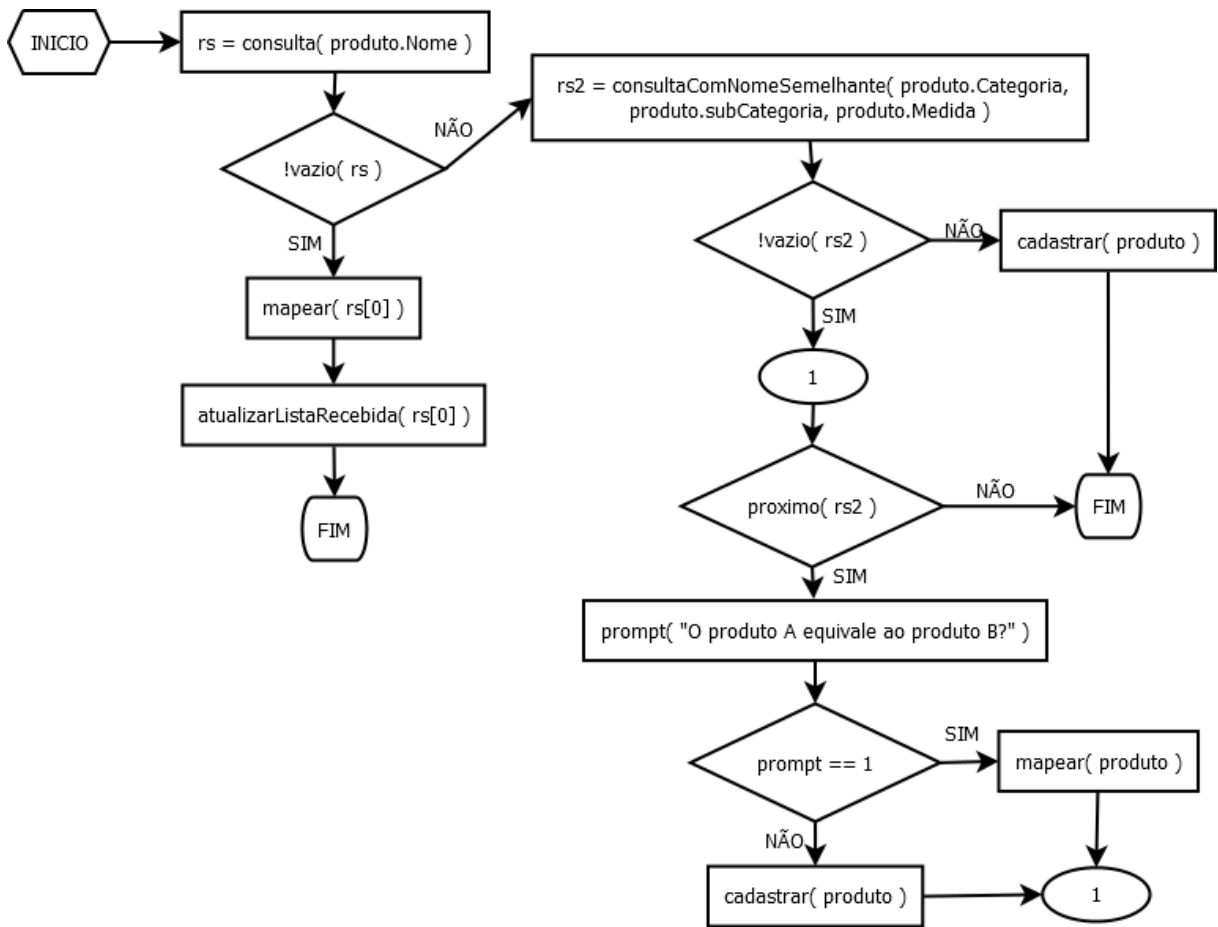 INICIO
rs = consulta( produto.Nome )
!vazio( rs )
NÃO
SIM
mapear( rs[0] )
atualizarListaRecebida( rs[0] )
FIM
rs2 = consultaComNomeSemelhante( produto.Categoria,
produto.subCategoria, produto.Medida )
!vazio( rs2 )
NÃO
cadastrar( produto )
SIM
1
proximo( rs2 )
NÃO
FIM
SIM
prompt( "O produto A equivale ao produto B?" )
prompt == 1
SIM
mapear( produto )
NÃO
cadastrar( produto )
1